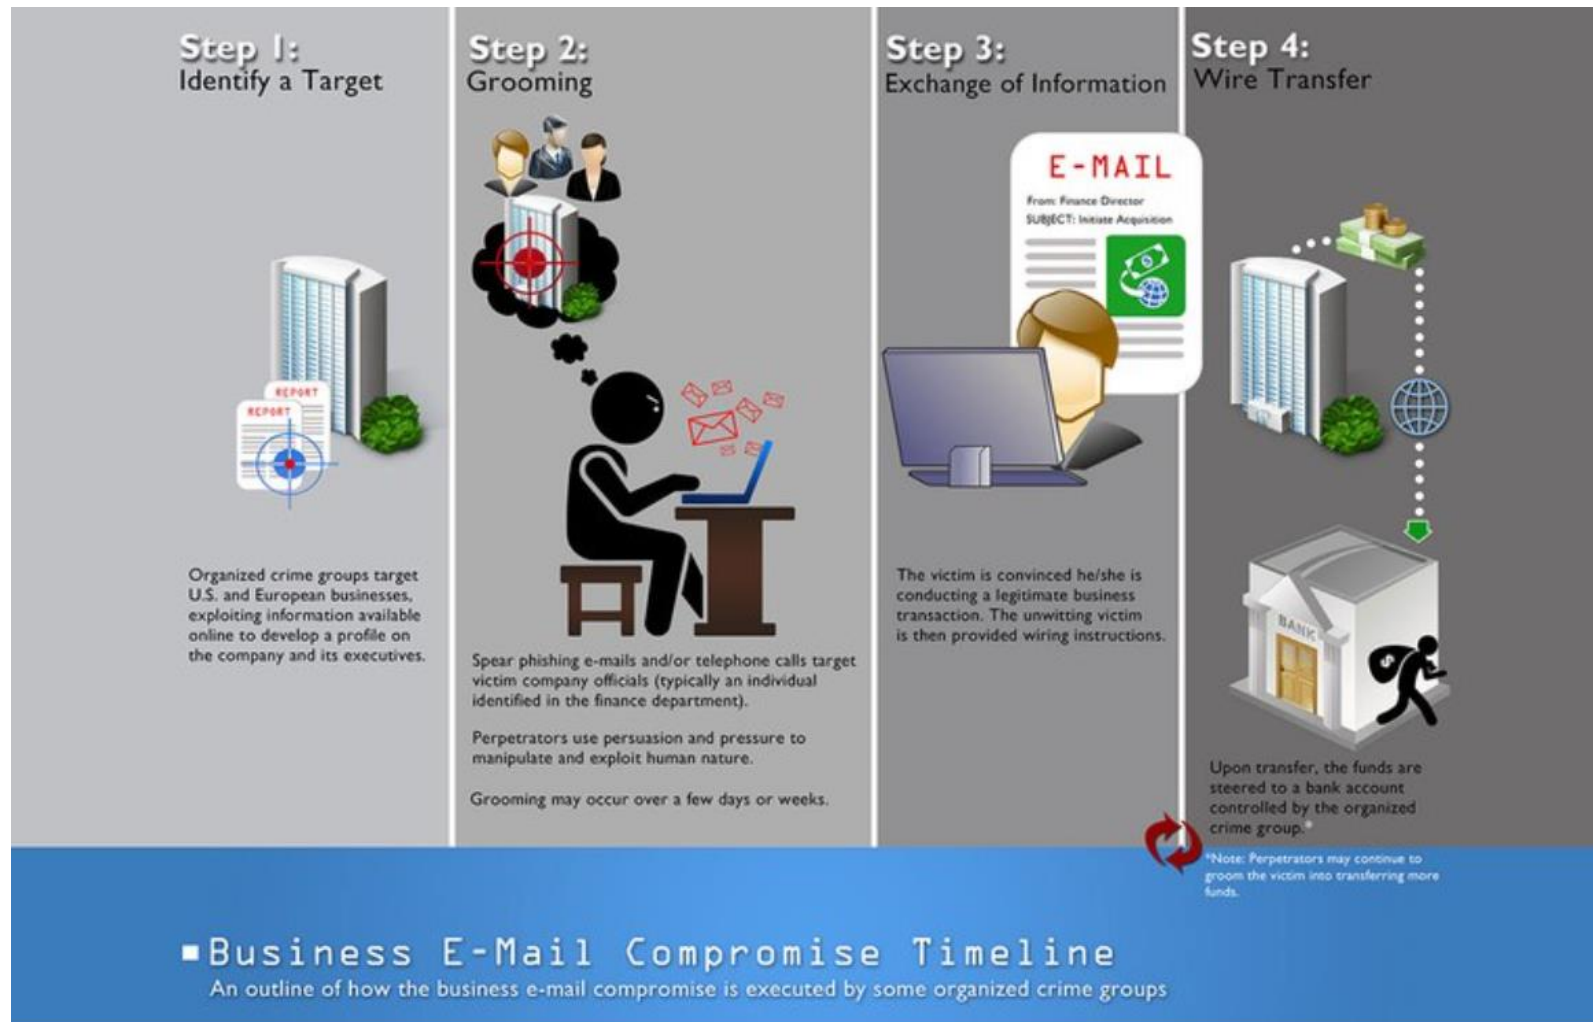 Step 1:
Identify a Target
REPORT
REPORT
Organized crime groups target
U.S. and European businesses,
exploiting information available
online to develop a profile on
the company and its executives.
Step 2:
Grooming
Spear phishing e-mails and/or telephone calls target
victim company officials (typically an individual
identified in the finance department).
Perpetrators use persuasion and pressure to
manipulate and exploit human nature.
Grooming may occur over a few days or weeks.
Step 3:
Exchange of Information
E-MAIL
From: Finance Director
SUBJECT: Initiate Acquisition
The victim is convinced he/she is
conducting a legitimate business
transaction. The unwitting victim
is then provided wiring instructions.
Step 4:
Wire Transfer
BANK
Upon transfer, the funds are
steered to a bank account
controlled by the organized
crime group.*
*Note: Perpetrators may continue to
groom the victim into transferring more
funds.
Business E-Mail Compromise Timeline
An outline of how the business e-mail compromise is executed by some organized crime groups